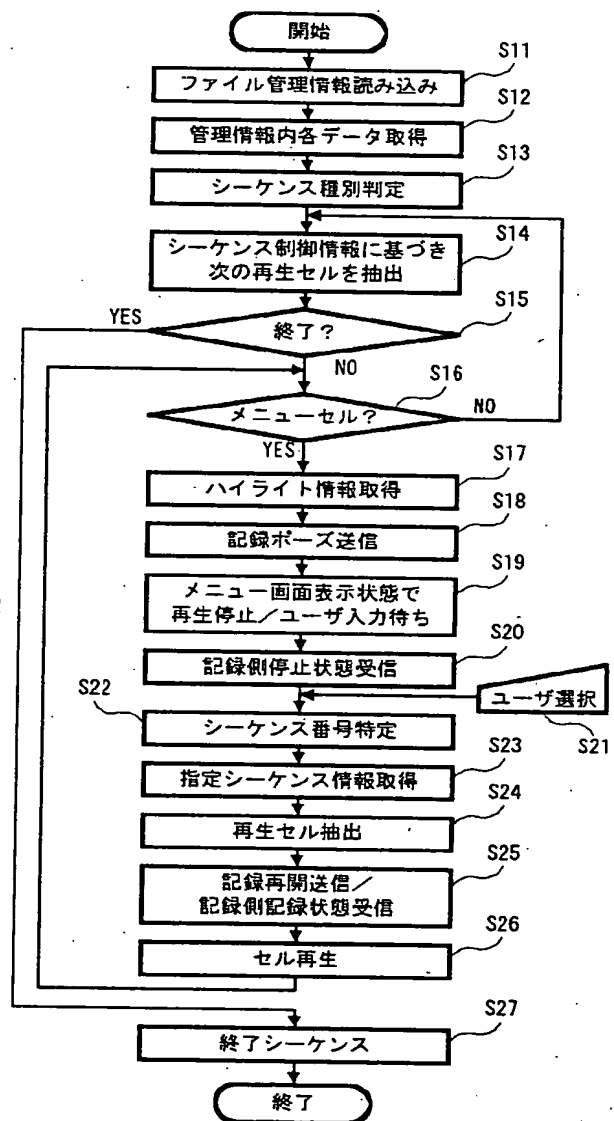 開始
S11
ファイル管理情報読み込み
S12
管理情報内各データ取得
S13
シーケンス種別判定
S14
シーケンス制御情報に基づき
次の再生セルを抽出
S15
YES
終了?
NO
S16
メニューセル?
NO
YES
S17
ハイライト情報取得
S18
記録ポーズ送信
S19
メニュー画面表示状態で
再生停止/ユーザ入力待ち
S20
記録側停止状態受信
ユーザ選択
S21
S22
シーケンス番号特定
S23
指定シーケンス情報取得
S24
再生セル抽出
S25
記録再開送信/
記録側記録状態受信
S26
セル再生
S27
終了シーケンス
終了